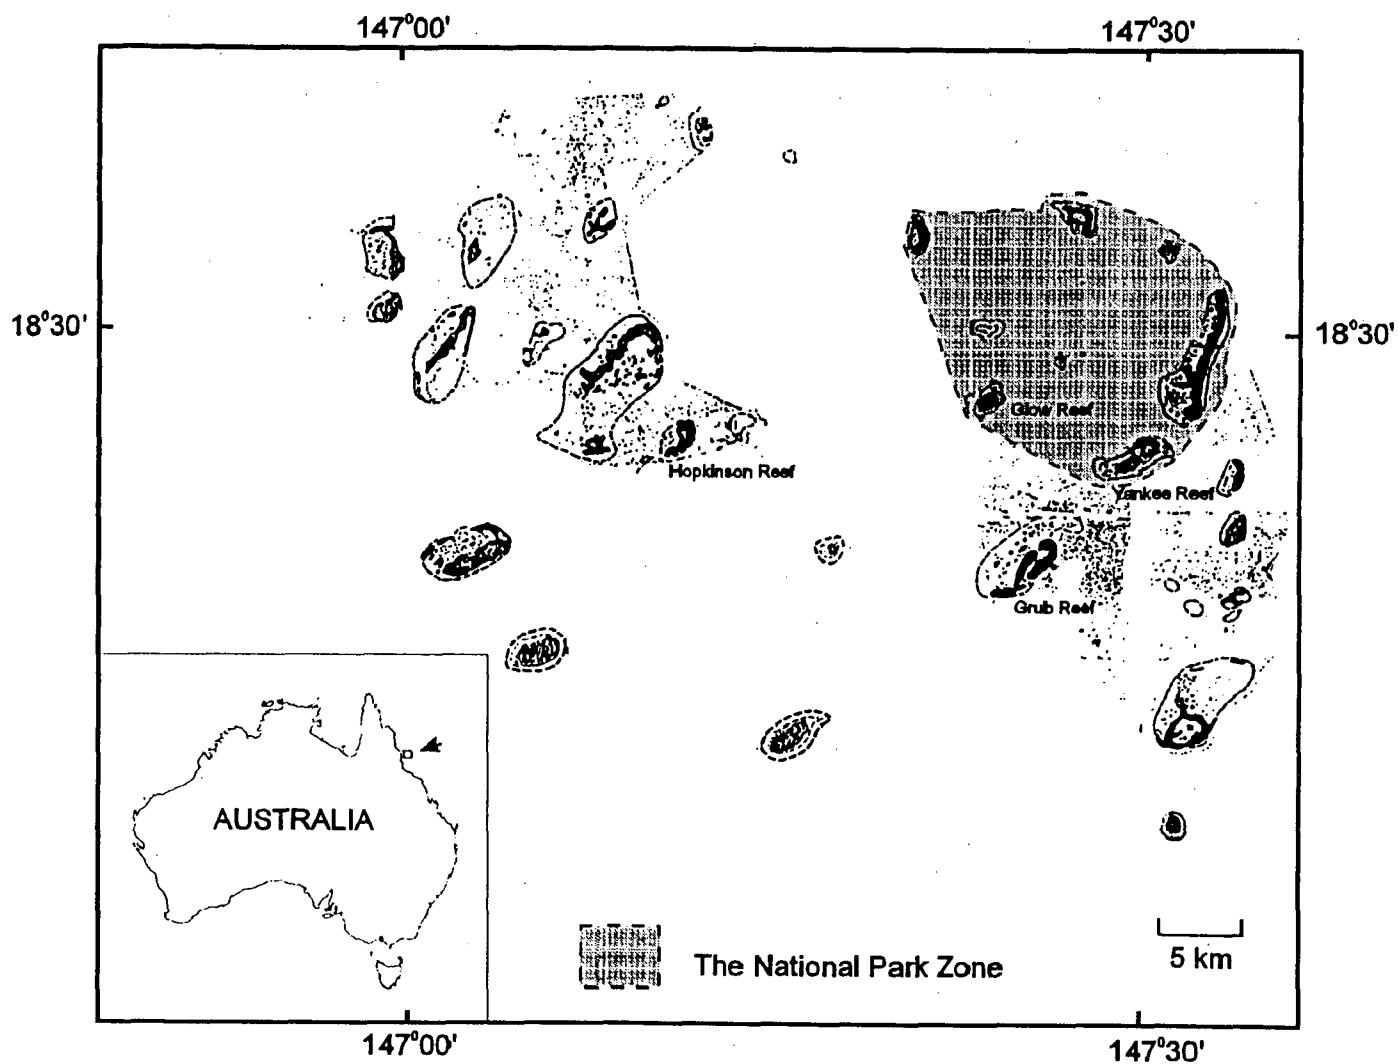 147°00'
147°30'
18°30'
18°30'
Glow Reef
Hopkinson Reef
Yankee Reef
Grub Reef
AUSTRALIA
The National Park Zone
5 km
147°00'
147°30'